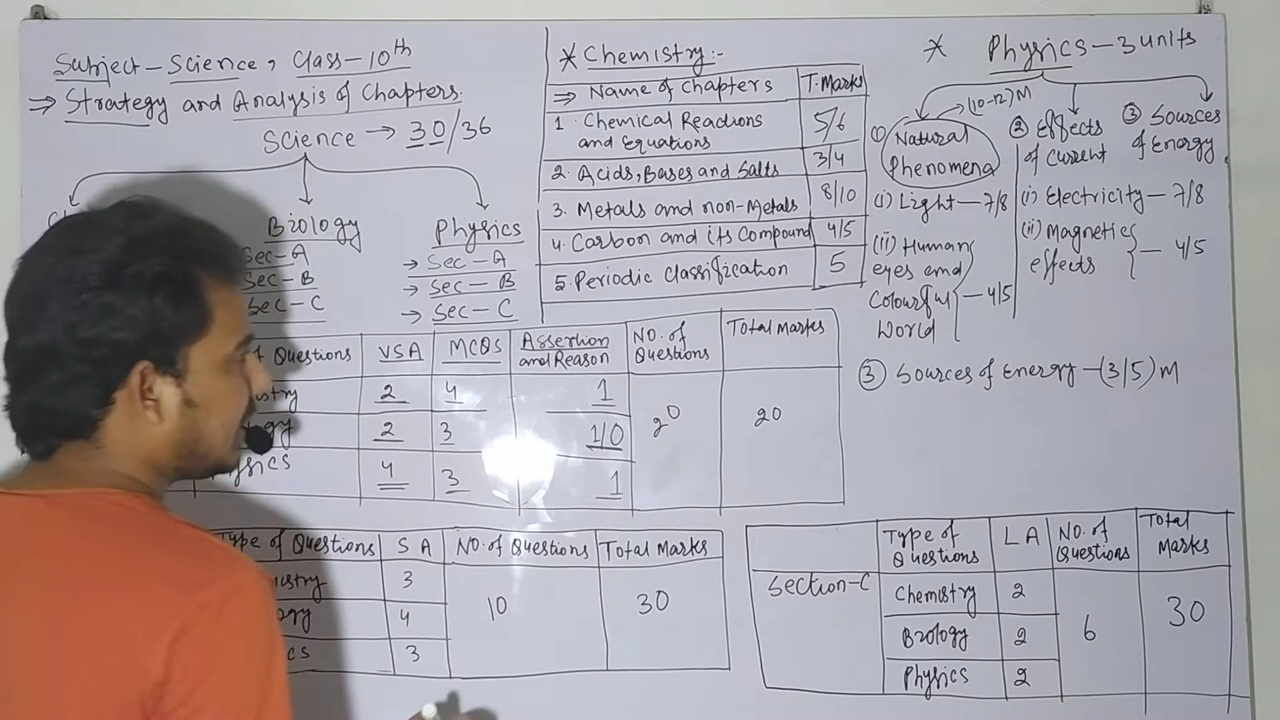 Subject-Science, Class-10th
⇒ Strategy and Analysis of Chapters.
Science → 30/36
Biology
Sec-A
Sec-B
Sec-C
Physics
→ Sec-A
→ Sec-B
→ Sec-C
* Chemistry:-
⇒ Name of Chapters T.Marks
1. Chemical Reactions
and Equations 5/6
2. Acids, Bases and Salts 3/4
3. Metals and non-Metals 8/10
4. Carbon and its Compound 4/5
5. Periodic Classification 5
* Physics-3 units
→(10-12)M
(1) Natural
Phenomena
(i) Light-7/8
(ii) Human
eyes and
Colourful
World -4/5
② Effects
of Current
(i) Electricity-7/8
(ii) Magnetic
effects - 4/5
③ Sources
of Energy.
③ Sources of Energy-(3/5)M
Questions VSA MCQS Assertion and Reason NO. of Questions Total Marks
2 4 1
2 3 1/0 20 20
4 3 1
Type of Questions S A NO. of Questions Total Marks
3
4 10 30
3
Section-C
Type of Questions LA NO. of Questions Total Marks
Chemistry 2
Biology 2 6 30
Physics 2